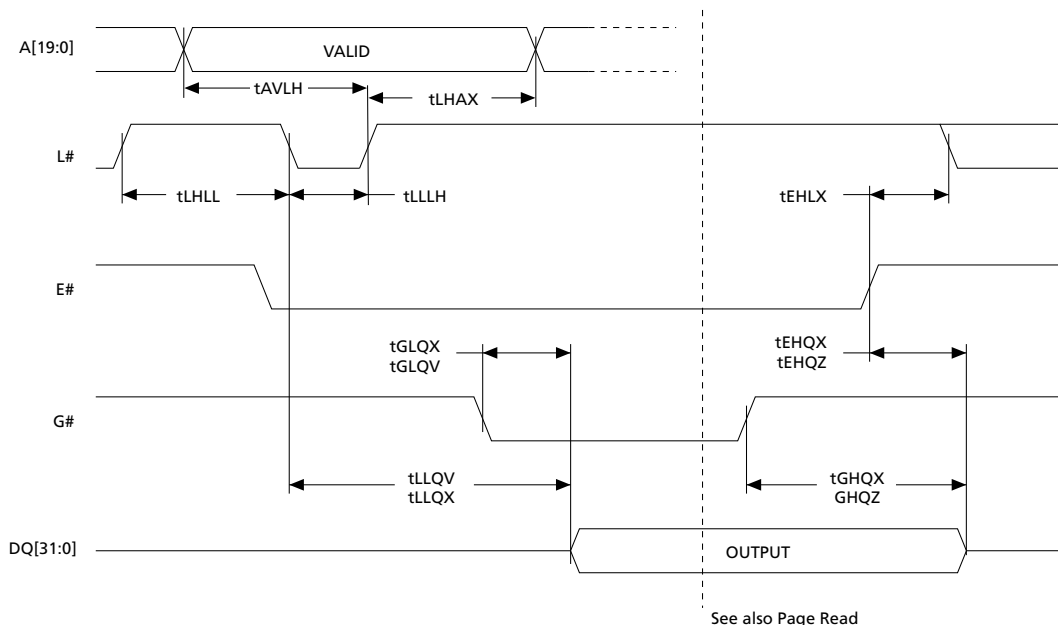 A[19:0]
VALID
tAVLH
tLHAX
L#
tLHLL
tLLLH
tEHLX
E#
tGLQX
tGLQV
tEHQX
tEHQZ
G#
tLLQV
tLLQX
tGHQX
GHQZ
DQ[31:0]
OUTPUT
See also Page Read